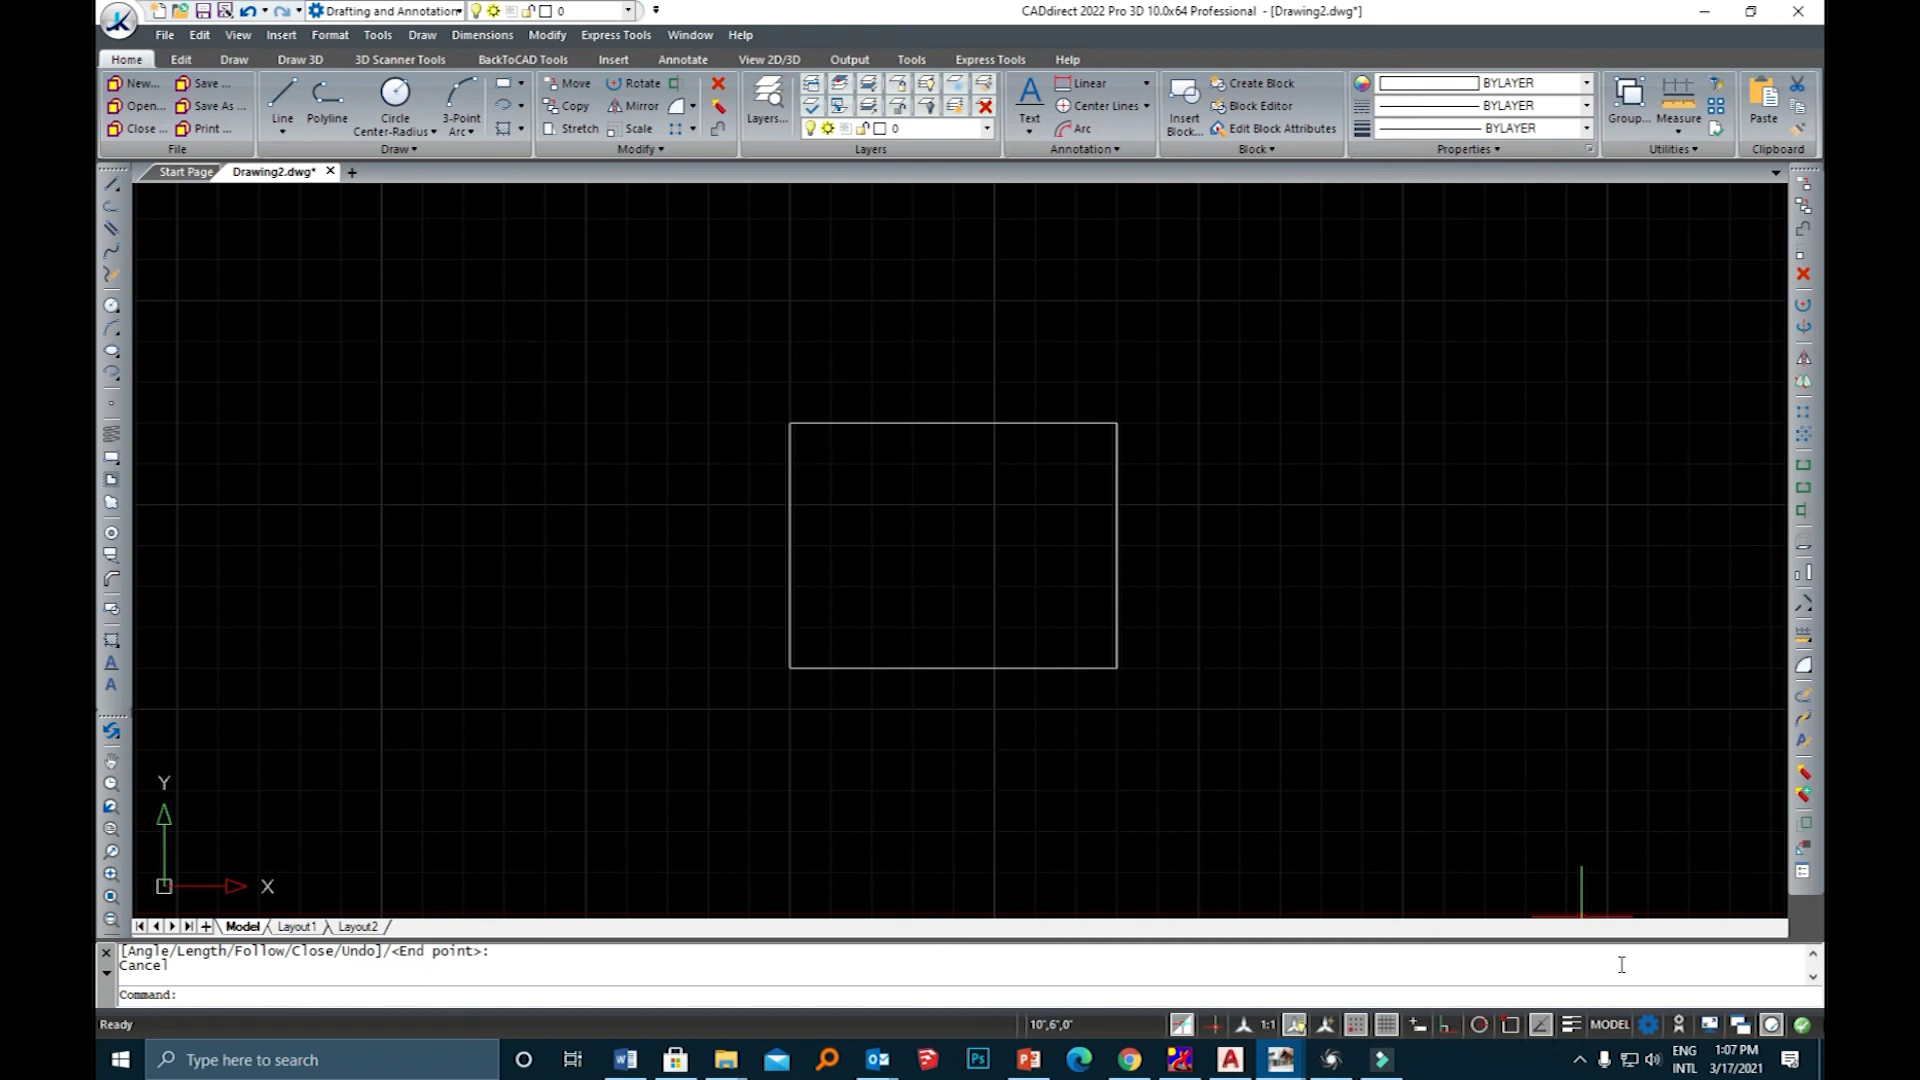 Drafting and Annotation 0 CADdirect 2022 Pro 3D 10.0x64 Professional - [Drawing2.dwg*]
File Edit View Insert Format Tools Draw Dimensions Modify Express Tools Window Help
Home Edit Draw Draw 3D 3D Scanner Tools BackToCAD Tools Insert Annotate View 2D/3D Output Tools Express Tools Help
New... Save ... Move Rotate Linear Create Block BYLAYER
Open... Save As ... Copy Mirror Center Lines Block Editor BYLAYER
Line Polyline Circle 3-Point Layers... Text Insert Group... Measure Paste
Close ... Print ... Center-Radius Arc Stretch Scale 0 Arc Block... Edit Block Attributes BYLAYER
File Draw Modify Layers Annotation Block Properties Utilities Clipboard
Start Page Drawing2.dwg*
Y
X
Model Layout1 Layout2
[Angle/Length/Follow/Close/Undo]/<End point>:
Cancel
Command:
Ready 10",6",0" 1:1 MODEL
Type here to search Ps ENG 1:07 PM
INTL 3/17/2021